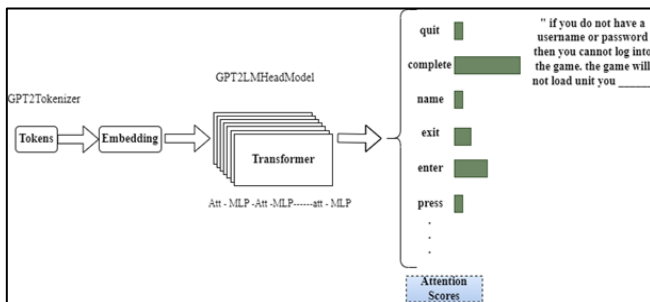 GPT2Tokenizer
Tokens
Embedding
GPT2LMHeadModel
Transformer
Att - MLP -Att -MLP------att - MLP
quit
complete
name
exit
enter
press
.
.
.
Attention
Scores
" if you do not have a
username or password
then you cannot log into
the game. the game will
not load unit you ______